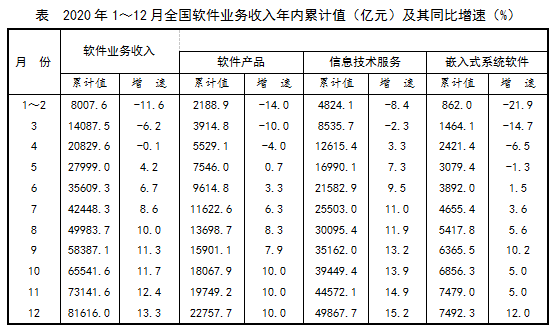 表 2020年1～12月全国软件业务收入年内累计值（亿元）及其同比增速（%）
月 份 软件业务收入 软件产品 信息技术服务 嵌入式系统软件
累计值 增 速 累计值 增 速 累计值 增 速 累计值 增 速
1～2 8007.6 -11.6 2188.9 -14.0 4824.1 -8.4 862.0 -21.9
3 14087.5 -6.2 3914.8 -10.0 8535.7 -2.3 1464.1 -14.7
4 20829.6 -0.1 5529.1 -4.0 12615.4 3.3 2421.4 -6.5
5 27999.0 4.2 7546.0 0.7 16990.1 7.3 3079.4 -1.3
6 35609.3 6.7 9614.8 3.3 21582.9 9.5 3892.0 1.5
7 42448.3 8.6 11622.6 6.3 25503.0 11.0 4655.4 3.6
8 49983.7 10.0 13698.7 8.3 30095.4 11.9 5417.8 5.6
9 58387.1 11.3 15901.1 7.9 35162.0 13.2 6365.5 10.2
10 65541.6 11.7 18067.9 10.0 39449.4 13.9 6856.3 5.0
11 73141.6 12.4 19749.2 10.0 44572.1 14.9 7479.0 5.0
12 81616.0 13.3 22757.7 10.0 49867.7 15.2 7492.3 12.0